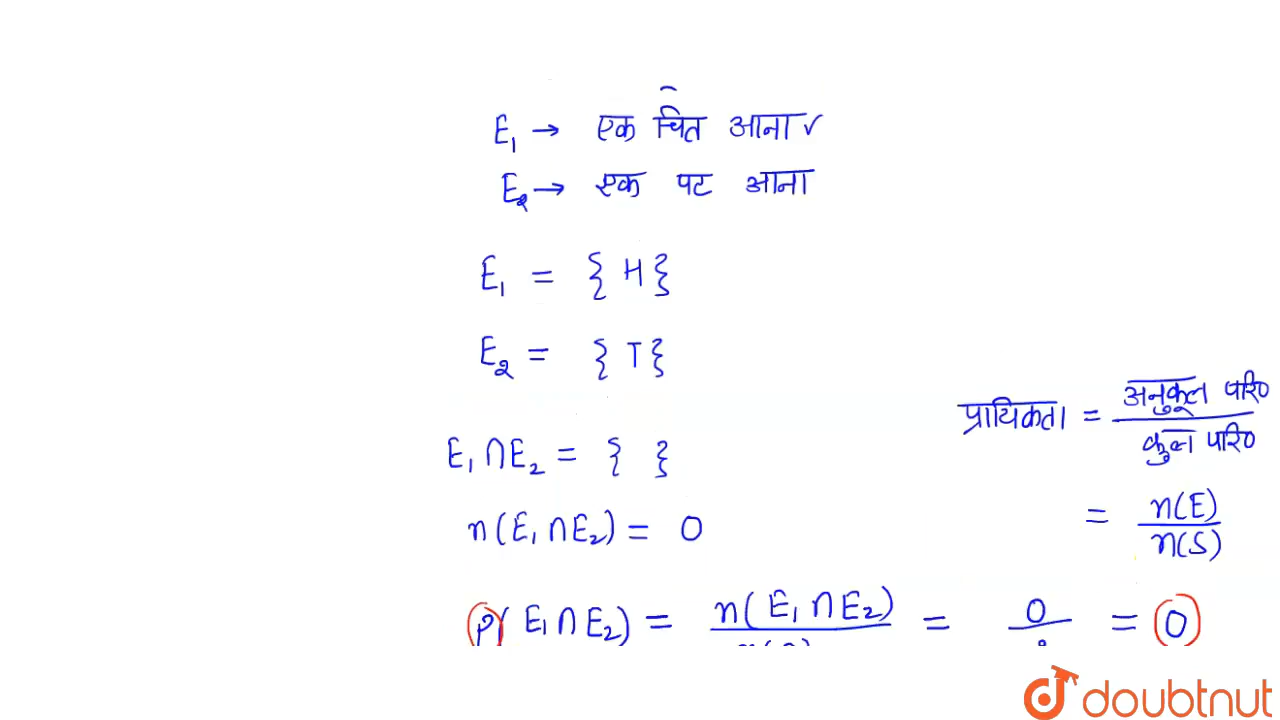 E₁ → एक चित आना ✓
E₂ → एक पट आना
E₁ = { H }
E₂ = { T }
E₁ ∩ E₂ = { }
n(E₁ ∩ E₂) = 0
प्रायिकता = अनुकूल परि०
कुल परि०
= n(E)
n(S)
P(E₁ ∩ E₂) = n(E₁ ∩ E₂) = 0 = 0
doubtnut